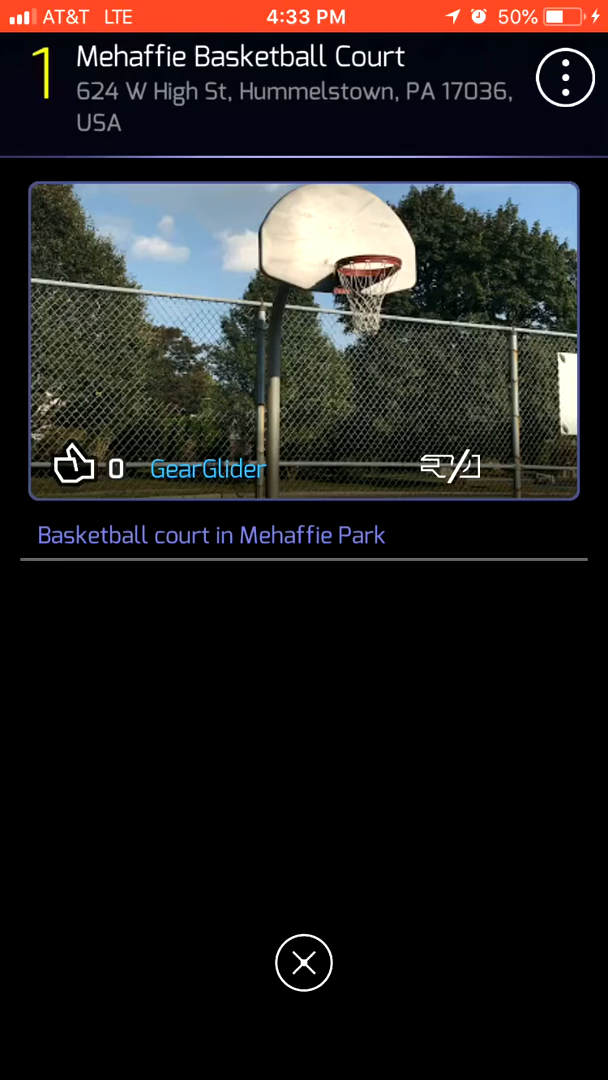 AT&T LTE 4:33 PM 50%
1 Mehaffie Basketball Court
624 W High St, Hummelstown, PA 17036,
USA
0 GearGlider
Basketball court in Mehaffie Park